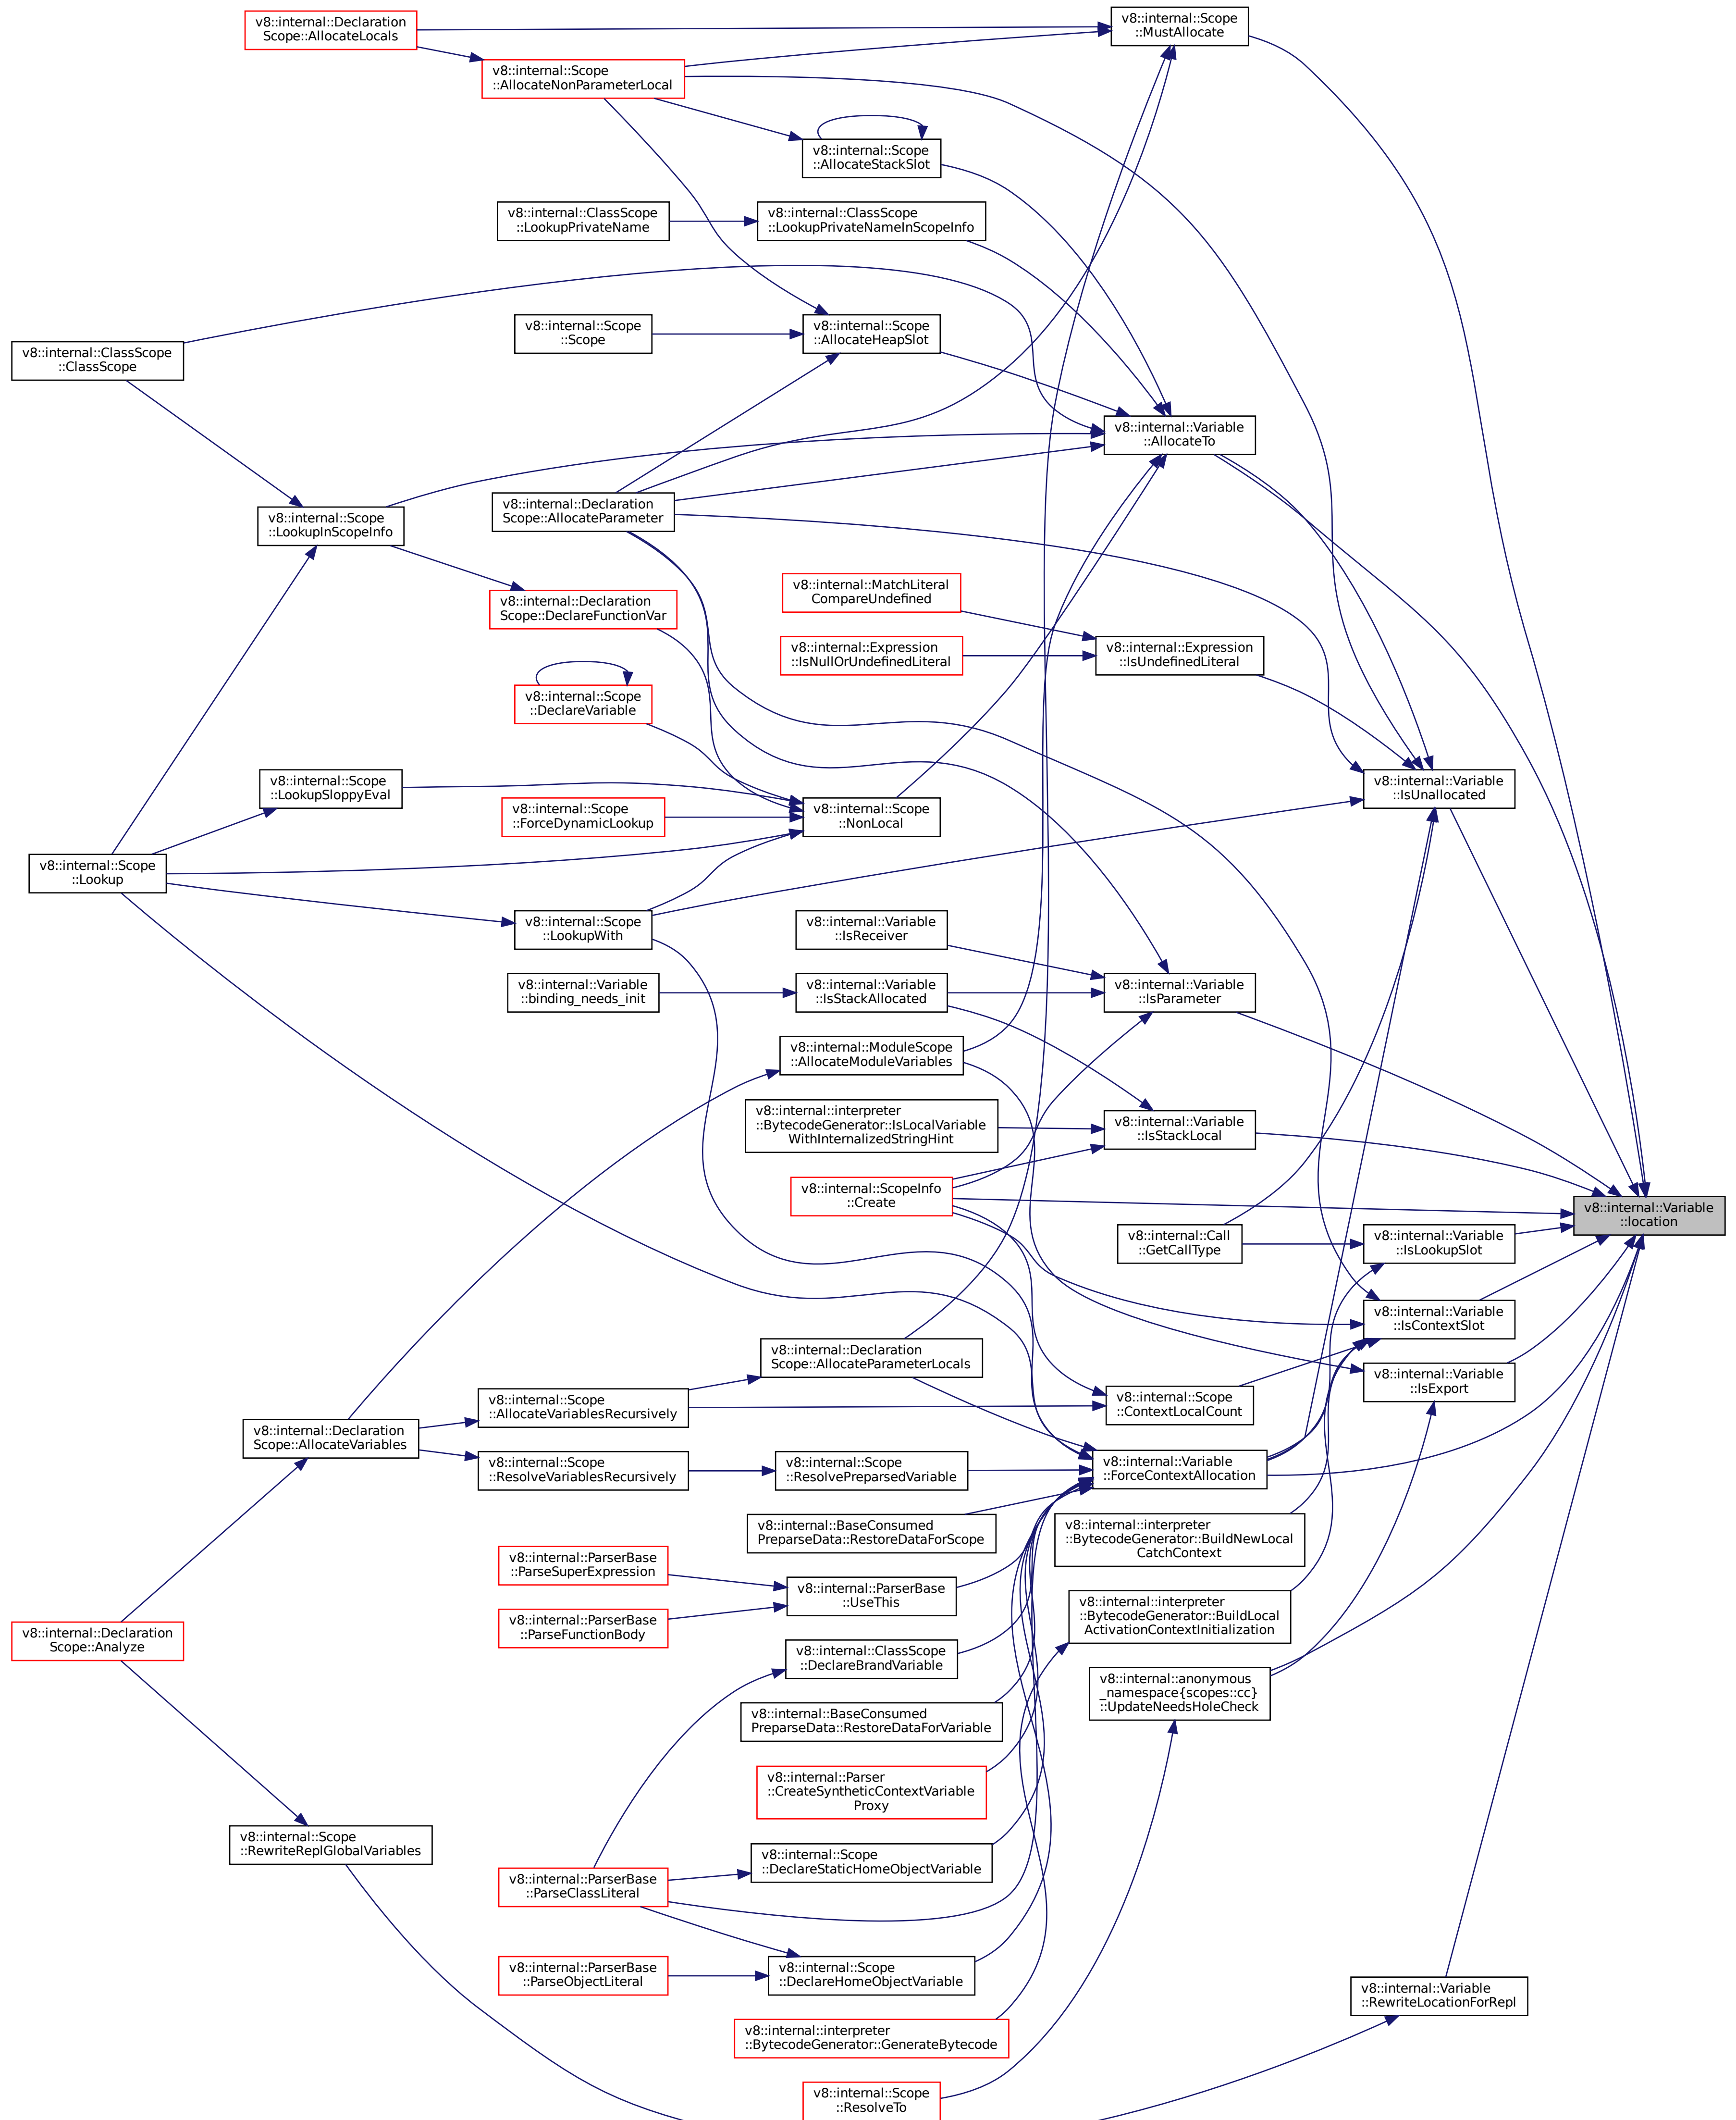 v8::internal::Declaration
Scope::AllocateLocals
v8::internal::Scope
::MustAllocate
v8::internal::Scope
::AllocateNonParameterLocal
v8::internal::Scope
::AllocateStackSlot
v8::internal::ClassScope
::LookupPrivateName
v8::internal::ClassScope
::LookupPrivateNameInScopeInfo
v8::internal::Scope
::Scope
v8::internal::Scope
::AllocateHeapSlot
v8::internal::ClassScope
::ClassScope
v8::internal::Variable
::AllocateTo
v8::internal::Declaration
Scope::AllocateParameter
v8::internal::Scope
::LookupInScopeInfo
v8::internal::MatchLiteral
CompareUndefined
v8::internal::Declaration
Scope::DeclareFunctionVar
v8::internal::Expression
::IsNullOrUndefinedLiteral
v8::internal::Expression
::IsUndefinedLiteral
v8::internal::Scope
::DeclareVariable
v8::internal::Scope
::LookupSloppyEval
v8::internal::Variable
::IsUnallocated
v8::internal::Scope
::ForceDynamicLookup
v8::internal::Scope
::NonLocal
v8::internal::Scope
::Lookup
v8::internal::Scope
::LookupWith
v8::internal::Variable
::IsReceiver
v8::internal::Variable
::binding_needs_init
v8::internal::Variable
::IsStackAllocated
v8::internal::Variable
::IsParameter
v8::internal::ModuleScope
::AllocateModuleVariables
v8::internal::interpreter
::BytecodeGenerator::IsLocalVariable
WithInternalizedStringHint
v8::internal::Variable
::IsStackLocal
v8::internal::ScopeInfo
::Create
v8::internal::Variable
::location
v8::internal::Call
::GetCallType
v8::internal::Variable
::IsLookupSlot
v8::internal::Variable
::IsContextSlot
v8::internal::Declaration
Scope::AllocateParameterLocals
v8::internal::Variable
::IsExport
v8::internal::Scope
::AllocateVariablesRecursively
v8::internal::Scope
::ContextLocalCount
v8::internal::Declaration
Scope::AllocateVariables
v8::internal::Scope
::ResolveVariablesRecursively
v8::internal::Scope
::ResolvePreparsedVariable
v8::internal::Variable
::ForceContextAllocation
v8::internal::BaseConsumed
PreparseData::RestoreDataForScope
v8::internal::interpreter
::BytecodeGenerator::BuildNewLocal
CatchContext
v8::internal::ParserBase
::ParseSuperExpression
v8::internal::ParserBase
::UseThis
v8::internal::interpreter
::BytecodeGenerator::BuildLocal
ActivationContextInitialization
v8::internal::ParserBase
::ParseFunctionBody
v8::internal::Declaration
Scope::Analyze
v8::internal::ClassScope
::DeclareBrandVariable
v8::internal::anonymous
_namespace{scopes::cc}
::UpdateNeedsHoleCheck
v8::internal::BaseConsumed
PreparseData::RestoreDataForVariable
v8::internal::Parser
::CreateSyntheticContextVariable
Proxy
v8::internal::Scope
::RewriteReplGlobalVariables
v8::internal::Scope
::DeclareStaticHomeObjectVariable
v8::internal::ParserBase
::ParseClassLiteral
v8::internal::ParserBase
::ParseObjectLiteral
v8::internal::Scope
::DeclareHomeObjectVariable
v8::internal::Variable
::RewriteLocationForRepl
v8::internal::interpreter
::BytecodeGenerator::GenerateBytecode
v8::internal::Scope
::ResolveTo